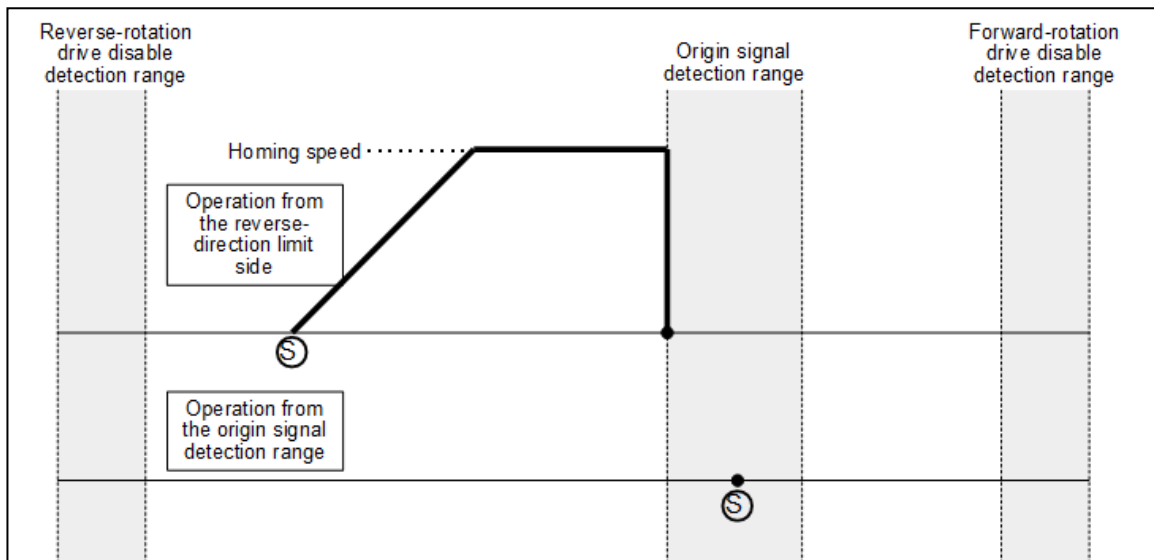 Reverse-rotation
drive disable
detection range
Origin signal
detection range
Forward-rotation
drive disable
detection range
Homing speed
Operation from
the reverse-
direction limit
side
S
Operation from
the origin signal
detection range
S